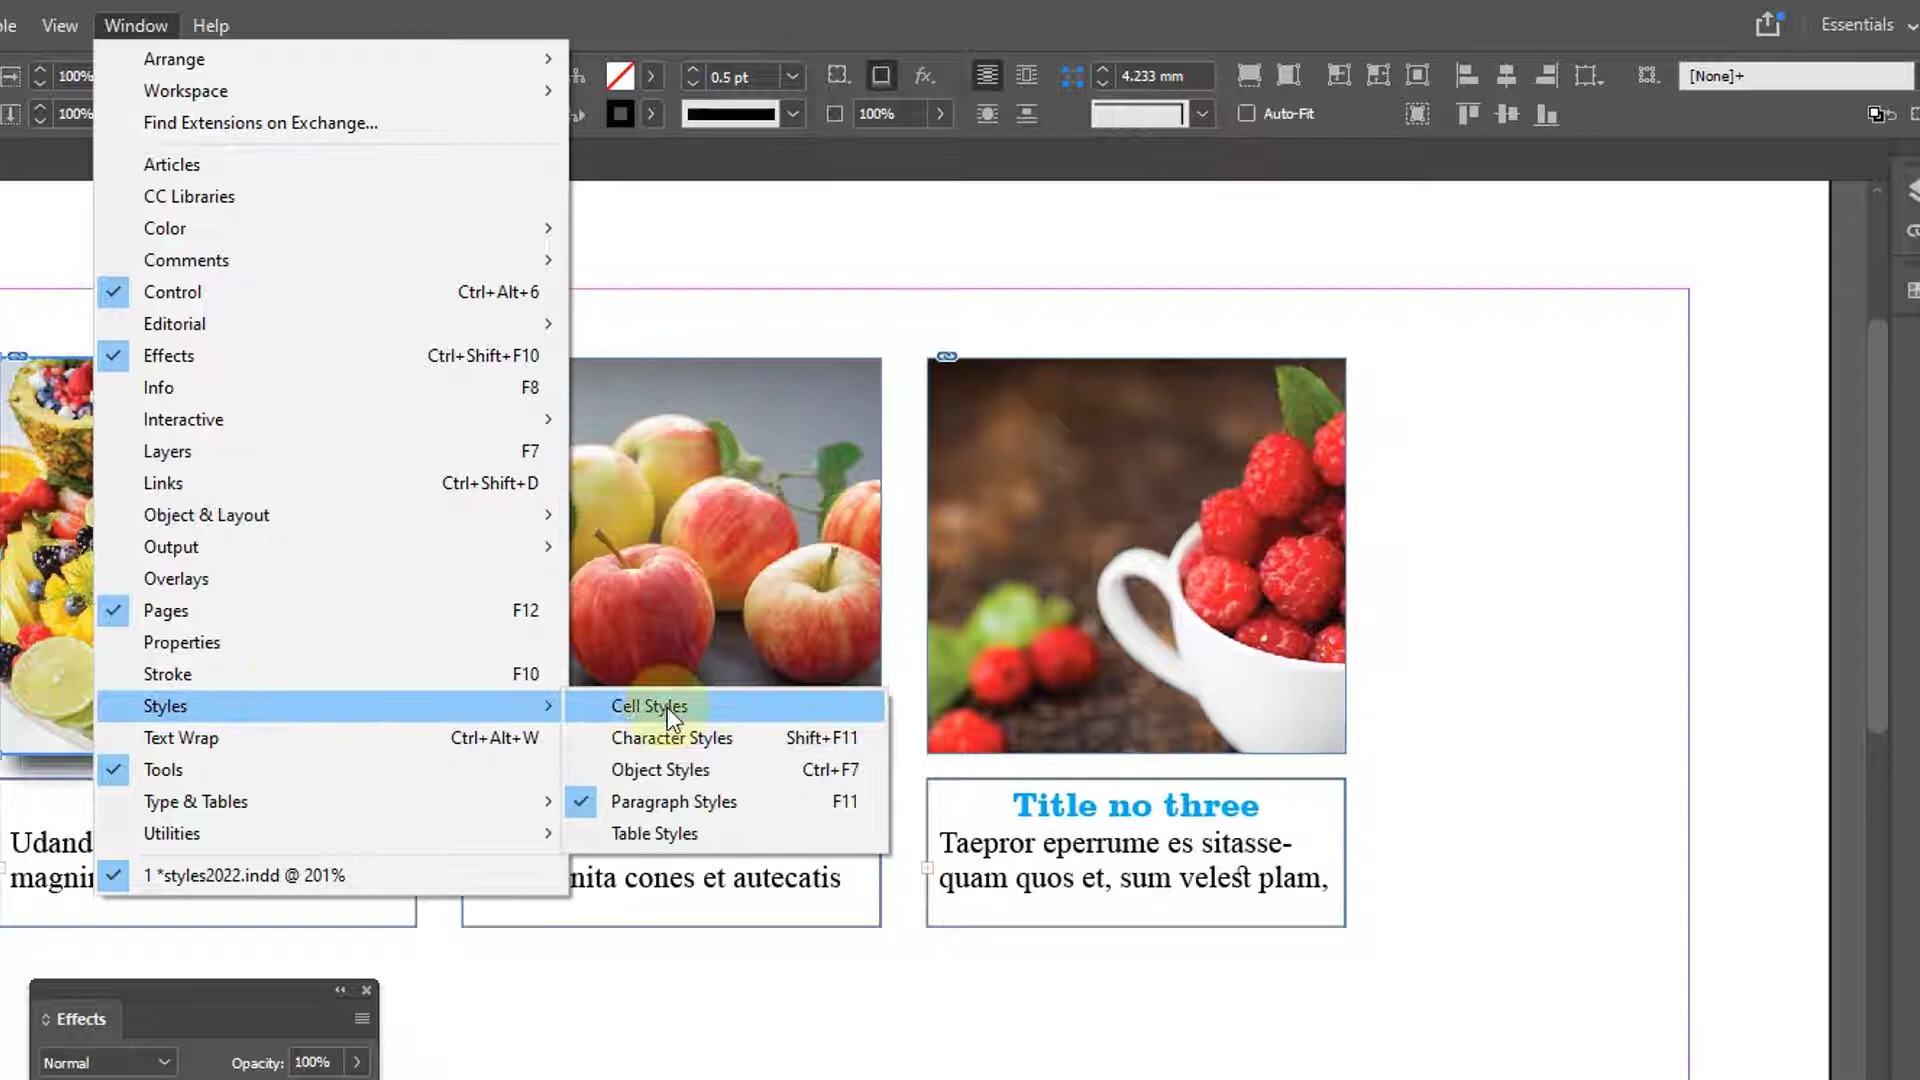 View
Window
Help
Essentials
100%
0.5 pt
4.233 mm
[None]+
100%
100%
Auto-Fit
Arrange
Workspace
Find Extensions on Exchange...
Articles
CC Libraries
Color
Comments
Control Ctrl+Alt+6
Editorial
Effects Ctrl+Shift+F10
Info F8
Interactive
Layers F7
Links Ctrl+Shift+D
Object & Layout
Output
Overlays
Pages F12
Properties
Stroke F10
Styles
Text Wrap Ctrl+Alt+W
Tools
Type & Tables
Utilities
1 *styles2022.indd @ 201%
Cell Styles
Character Styles Shift+F11
Object Styles Ctrl+F7
Paragraph Styles F11
Table Styles
Udand
magnin
nita cones et autecatis
Title no three
Taepror eperrume es sitasse-
quam quos et, sum velest plam,
Effects
Normal
Opacity: 100%